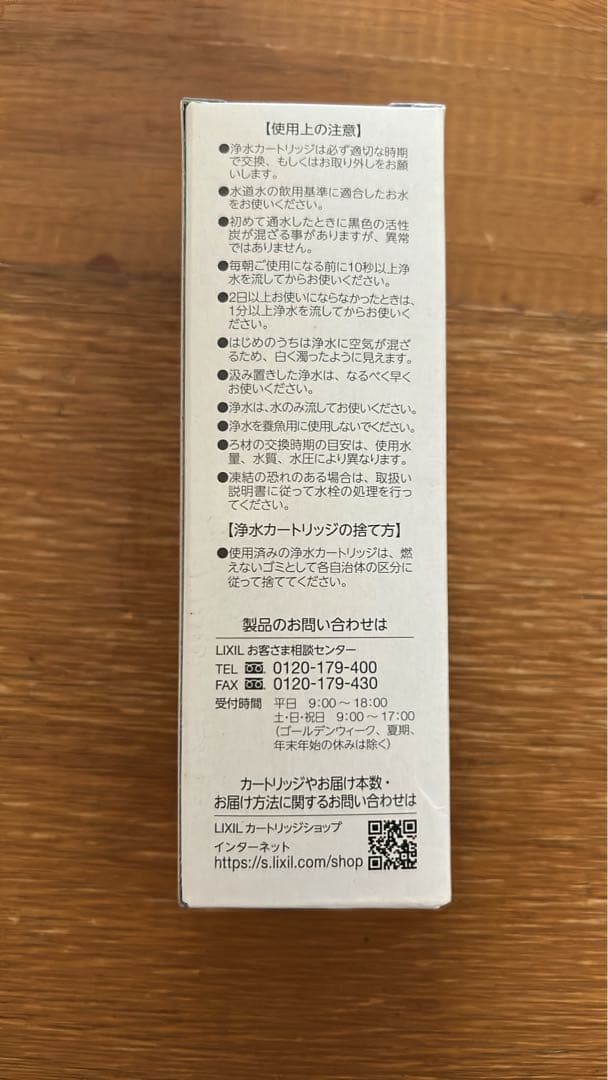 【使用上の注意】
●浄水カートリッジは必ず適切な時期
で交換、もしくはお取り外しをお願
いします。
●水道水の飲用基準に適合したお水
をお使いください。
●初めて通水したときに黒色の活性
炭が混ざる事がありますが、異常
ではありません。
●毎朝ご使用になる前に10秒以上浄
水を流してからお使いください。
●2日以上お使いにならなかったときは、
1分以上浄水を流してからお使いく
ださい。
●はじめのうちは浄水に空気が混ざ
るため、白く濁ったように見えます。
●汲み置きした浄水は、なるべく早く
お使いください。
●浄水は、水のみ流してお使いください。
●浄水を養魚用に使用しないでください。
●ろ材の交換時期の目安は、使用水
量、水質、水圧により異なります。
●凍結の恐れのある場合は、取扱い
説明書に従って水栓の処理を行っ
てください。
【浄水カートリッジの捨て方】
●使用済みの浄水カートリッジは、燃
えないゴミとして各自治体の区分に
従って捨ててください。
製品のお問い合わせは
LIXIL お客さま相談センター
TEL 0120-179-400
FAX 0120-179-430
受付時間 平日 9:00～18:00
土・日・祝日 9:00～17:00
(ゴールデンウィーク、夏期、
年末年始の休みは除く)
カートリッジやお届け本数・
お届け方法に関するお問い合わせは
LIXIL カートリッジショップ
インターネット
https://s.lixil.com/shop